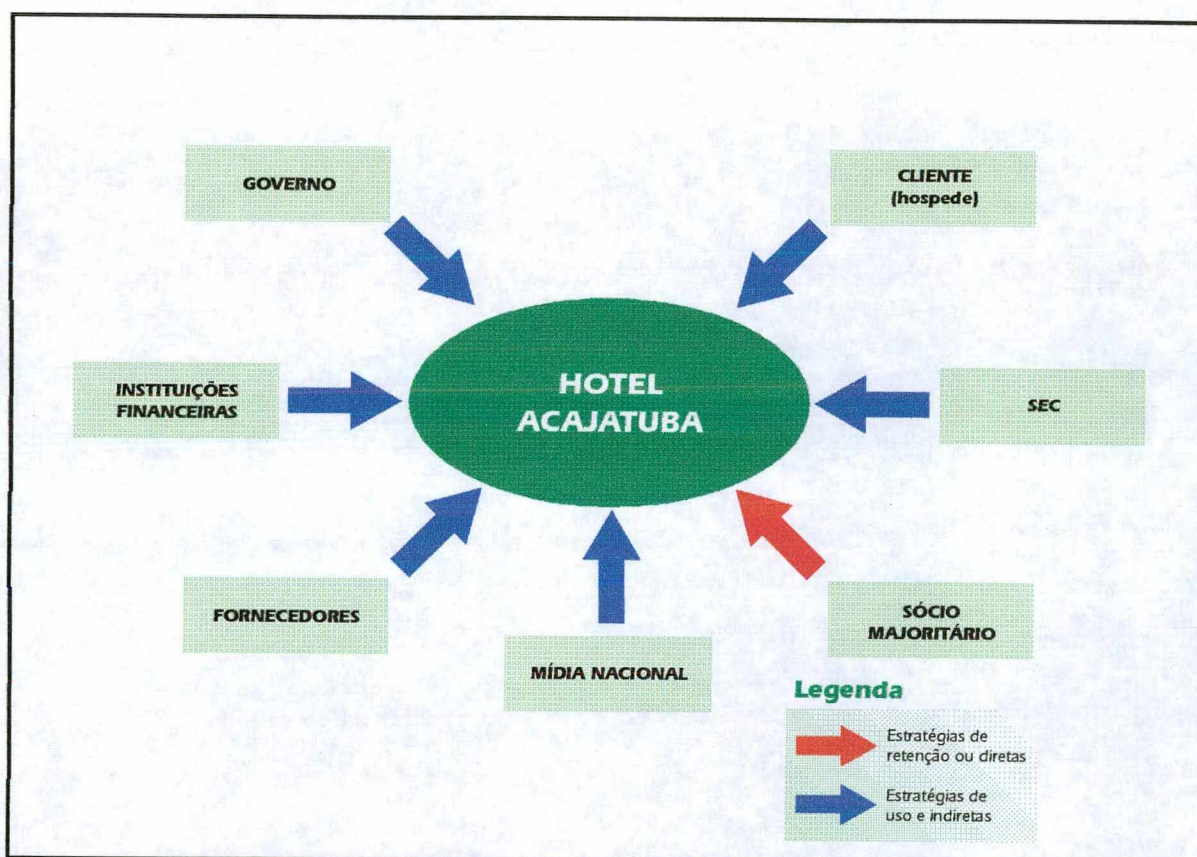 GOVERNO
CLIENTE
(hospede)
HOTEL
ACAJATUBA
INSTITUIÇÕES
FINANCEIRAS
SEC
FORNECEDORES
MÍDIA NACIONAL
SÓCIO
MAJORITÁRIO
Legenda
Estratégias de
retenção ou diretas
Estratégias de
uso e indiretas